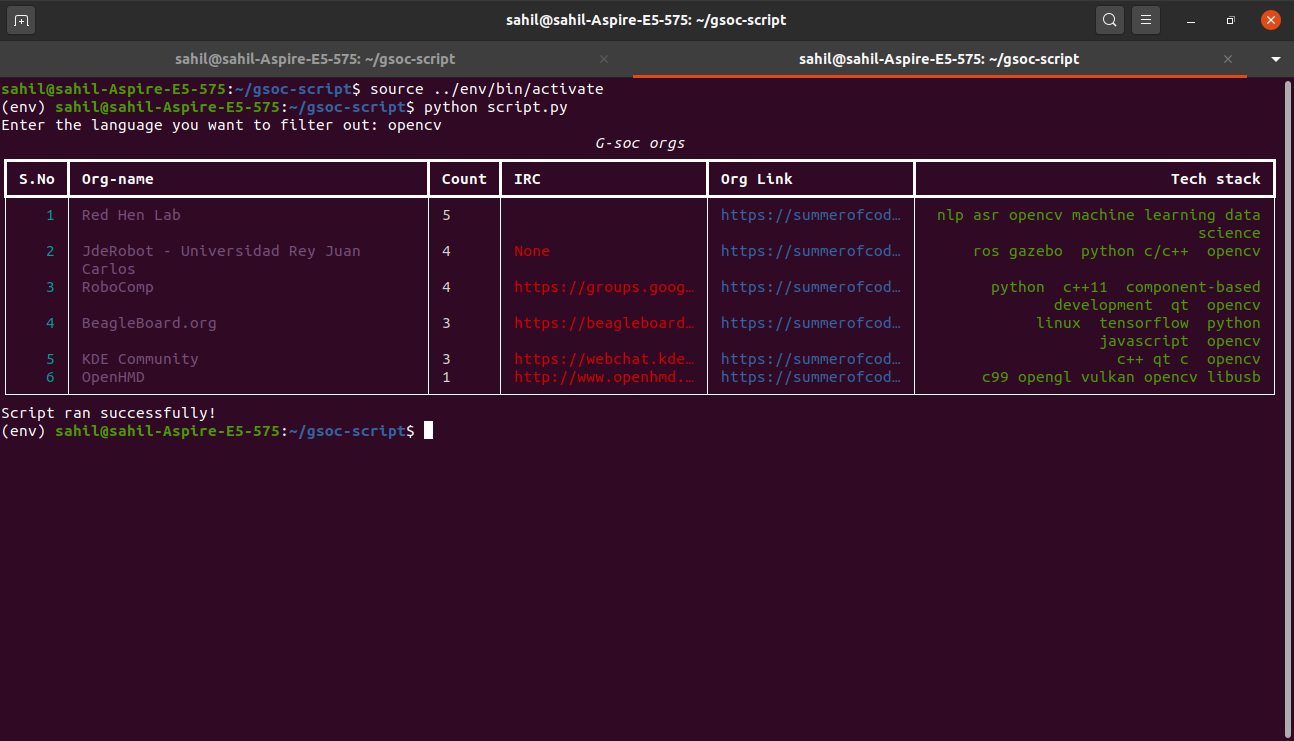 sahil@sahil-Aspire-E5-575: ~/gsoc-script
sahil@sahil-Aspire-E5-575: ~/gsoc-script
sahil@sahil-Aspire-E5-575: ~/gsoc-script
sahil@sahil-Aspire-E5-575:~/gsoc-script$ source ../env/bin/activate
(env) sahil@sahil-Aspire-E5-575:~/gsoc-script$ python script.py
Enter the language you want to filter out: opencv
G-soc orgs
S.No Org-name Count IRC Org Link Tech stack
1 Red Hen Lab 5 https://summerofcod… nlp asr opencv machine learning data
science
2 JdeRobot - Universidad Rey Juan 4 None https://summerofcod… ros gazebo  python c/c++  opencv
Carlos
3 RoboComp 4 https://groups.goog… https://summerofcod… python  c++11  component-based
development  qt  opencv
4 BeagleBoard.org 3 https://beagleboard… https://summerofcod… linux  tensorflow  python
javascript  opencv
5 KDE Community 3 https://webchat.kde… https://summerofcod… c++ qt c  opencv
6 OpenHMD 1 http://www.openhmd.… https://summerofcod… c99 opengl vulkan opencv libusb
Script ran successfully!
(env) sahil@sahil-Aspire-E5-575:~/gsoc-script$